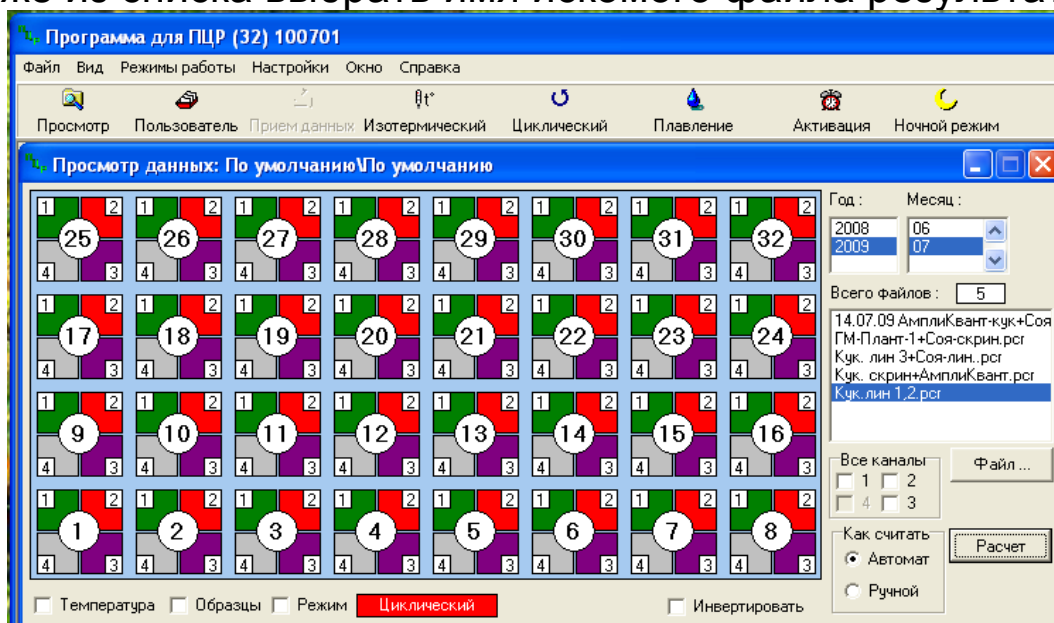 же из списка выбрать имя искомого файла результат
Программа для ПЦР (32) 100701
Файл Вид Режимы работы Настройки Окно Справка
Просмотр Пользователь Прием данных Изотермический Циклический Плавление Активация Ночной режим
Просмотр данных: По умолчанию\По умолчанию
Год : Месяц :
2008 06
2009 07
Всего файлов : 5
14.07.09 АмплиКвант-кук+Соя
ГМ-Плант-1+Соя-скрин.pcr
Кук. лин 3+Соя-лин..pcr
Кук. скрин+АмплиКвант.pcr
Кук.лин 1,2.pcr
1 2 1 2 1 2 1 2 1 2 1 2 1 2 1 2
25 26 27 28 29 30 31 32
4 3 4 3 4 3 4 3 4 3 4 3 4 3 4 3
1 2 1 2 1 2 1 2 1 2 1 2 1 2 1 2
17 18 19 20 21 22 23 24
4 3 4 3 4 3 4 3 4 3 4 3 4 3 4 3
1 2 1 2 1 2 1 2 1 2 1 2 1 2 1 2
9 10 11 12 13 14 15 16
4 3 4 3 4 3 4 3 4 3 4 3 4 3 4 3
1 2 1 2 1 2 1 2 1 2 1 2 1 2 1 2
1 2 3 4 5 6 7 8
4 3 4 3 4 3 4 3 4 3 4 3 4 3 4 3
Все каналы Файл ...
1 2
4 3
Как считать
Автомат Расчет
Ручной
Температура Образцы Режим Циклический Инвертировать